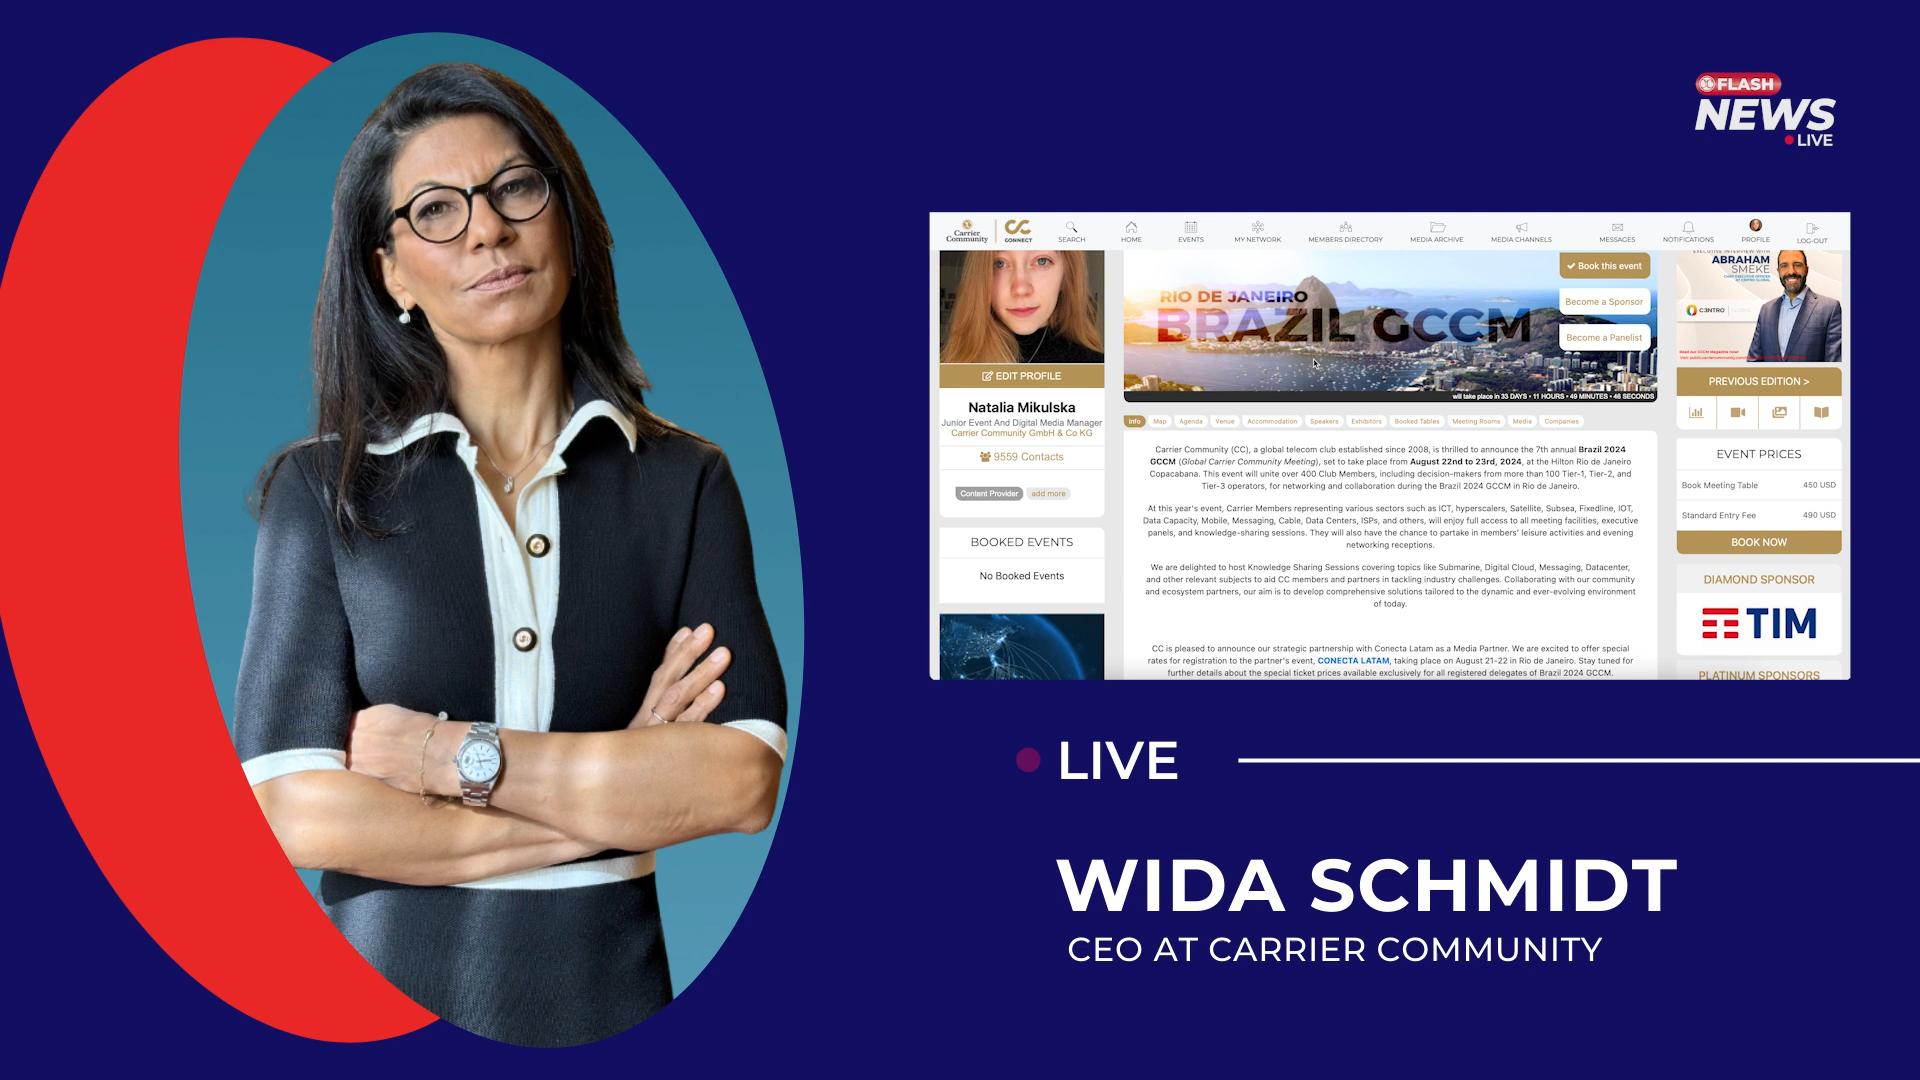 FLASH
NEWS
LIVE
Carrier
Community
CC
CONNECT
SEARCH
HOME
EVENTS
MY NETWORK
MEMBERS DIRECTORY
MEDIA ARCHIVE
MEDIA CHANNELS
MESSAGES
NOTIFICATIONS
PROFILE
LOG-OUT
EDIT PROFILE
Natalia Mikulska
Junior Event And Digital Media Manager
Carrier Community GmbH & Co KG
9559 Contacts
Content Provider
add more
BOOKED EVENTS
No Booked Events
RIO DE JANEIRO
BRAZIL GCCM
Book this event
Become a Sponsor
Become a Panelist
will take place in 33 DAYS • 11 HOURS • 49 MINUTES • 46 SECONDS
Info
Map
Agenda
Venue
Accommodation
Speakers
Exhibitors
Booked Tables
Meeting Rooms
Media
Companies
Carrier Community (CC), a global telecom club established since 2008, is thrilled to announce the 7th annual Brazil 2024
GCCM (Global Carrier Community Meeting), set to take place from August 22nd to 23rd, 2024, at the Hilton Rio de Janeiro
Copacabana. This event will unite over 400 Club Members, including decision-makers from more than 100 Tier-1, Tier-2, and
Tier-3 operators, for networking and collaboration during the Brazil 2024 GCCM in Rio de Janeiro.
At this year's event, Carrier Members representing various sectors such as ICT, hyperscalers, Satellite, Subsea, Fixedline, IOT,
Data Capacity, Mobile, Messaging, Cable, Data Centers, ISPs, and others, will enjoy full access to all meeting facilities, executive
panels, and knowledge-sharing sessions. They will also have the chance to partake in members' leisure activities and evening
networking receptions.
We are delighted to host Knowledge Sharing Sessions covering topics like Submarine, Digital Cloud, Messaging, Datacenter,
and other relevant subjects to aid CC members and partners in tackling industry challenges. Collaborating with our community
and ecosystem partners, our aim is to develop comprehensive solutions tailored to the dynamic and ever-evolving environment
of today.
CC is pleased to announce our strategic partnership with Conecta Latam as a Media Partner. We are excited to offer special
rates for registration to the partner's event, CONECTA LATAM, taking place on August 21-22 in Rio de Janeiro. Stay tuned for
further details about the special ticket prices available exclusively for all registered delegates of Brazil 2024 GCCM.
ABRAHAM
SMEKE
C3NTRO
PREVIOUS EDITION >
EVENT PRICES
Book Meeting Table 450 USD
Standard Entry Fee 490 USD
BOOK NOW
DIAMOND SPONSOR
TIM
PLATINUM SPONSORS
LIVE
WIDA SCHMIDT
CEO AT CARRIER COMMUNITY